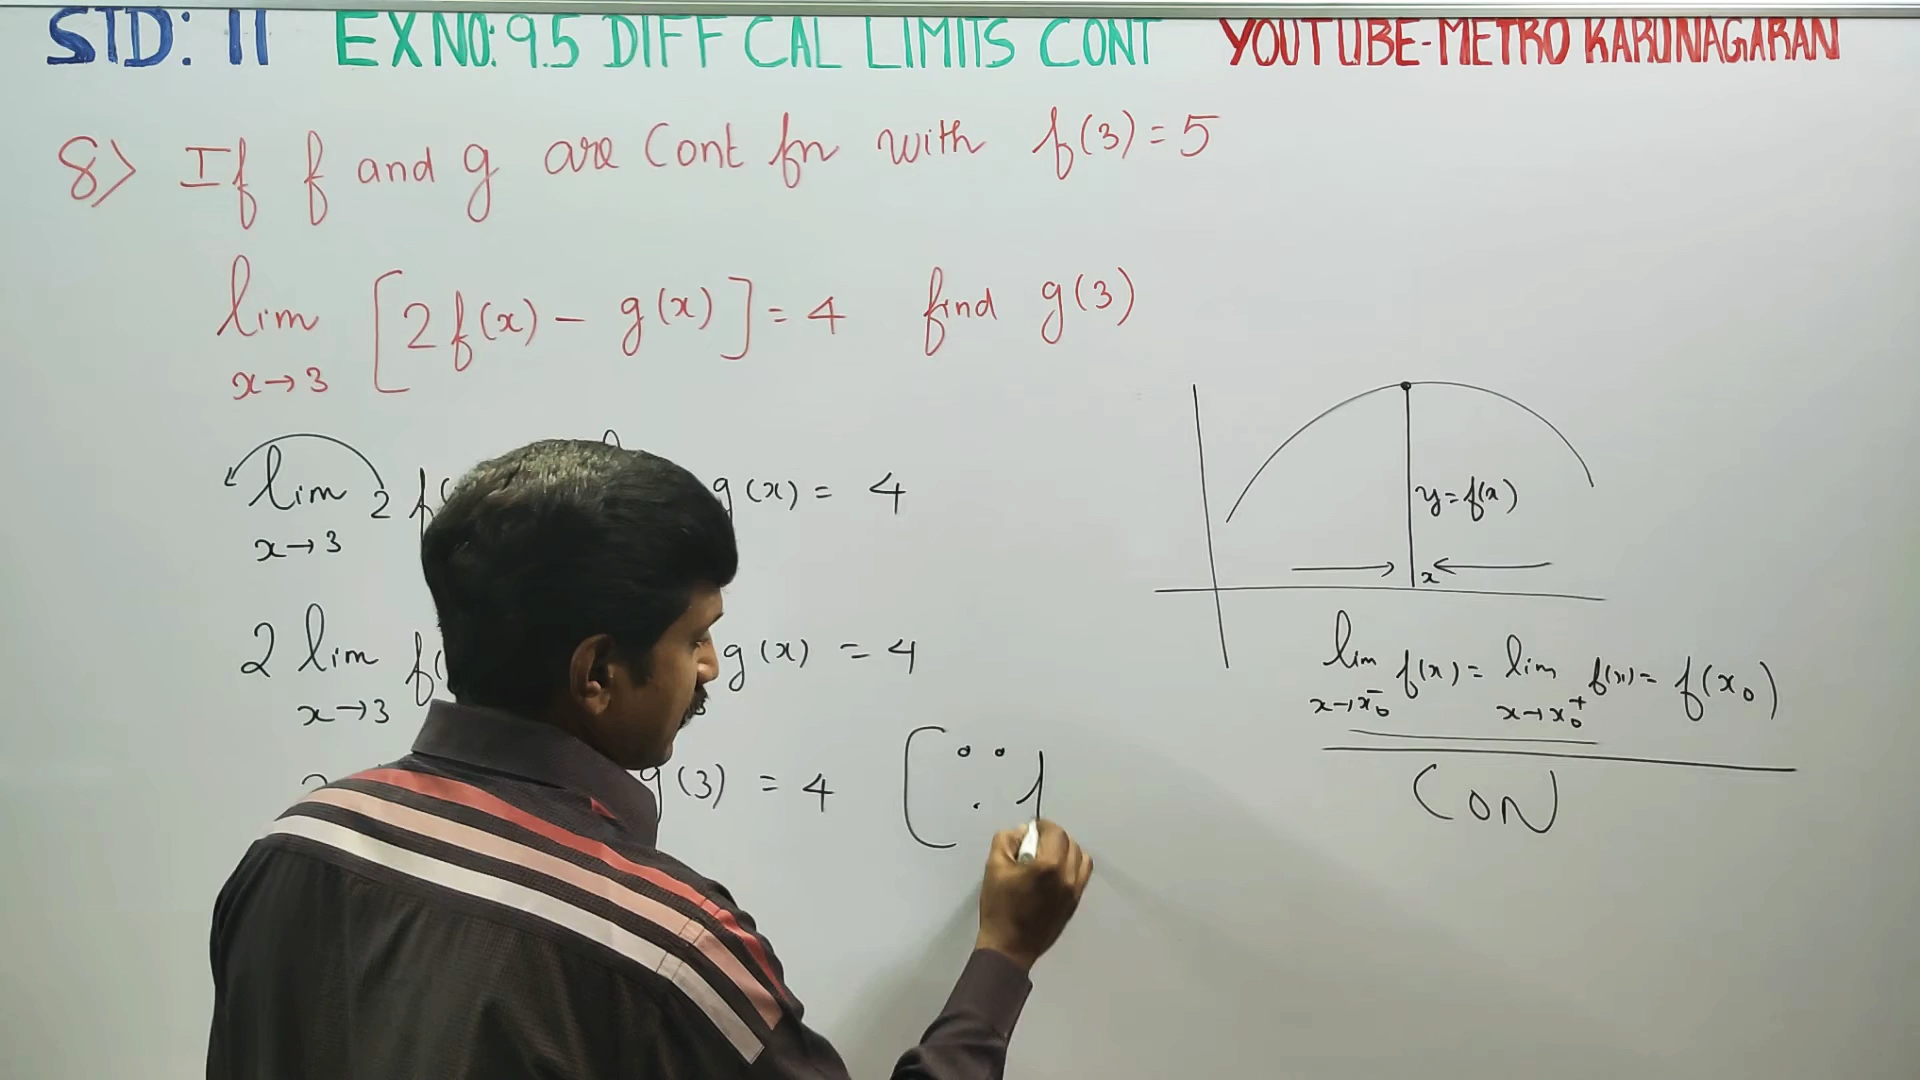 STD: 11 EX NO: 9.5 DIFF CAL LIMITS CONT YOUTUBE-METRO KARUNAGARAN
8> If f and g are Cont fn with f(3)=5
lim [2f(x) - g(x)] = 4 find g(3)
x→3
lim 2 f( g(x) = 4
x→3
2 lim f( g(x) = 4
x→3
g(3) = 4 [∵ f
y=f(x)
x
lim f(x) = lim f(x) = f(x₀)
x→x₀⁻ x→x₀⁺
CON